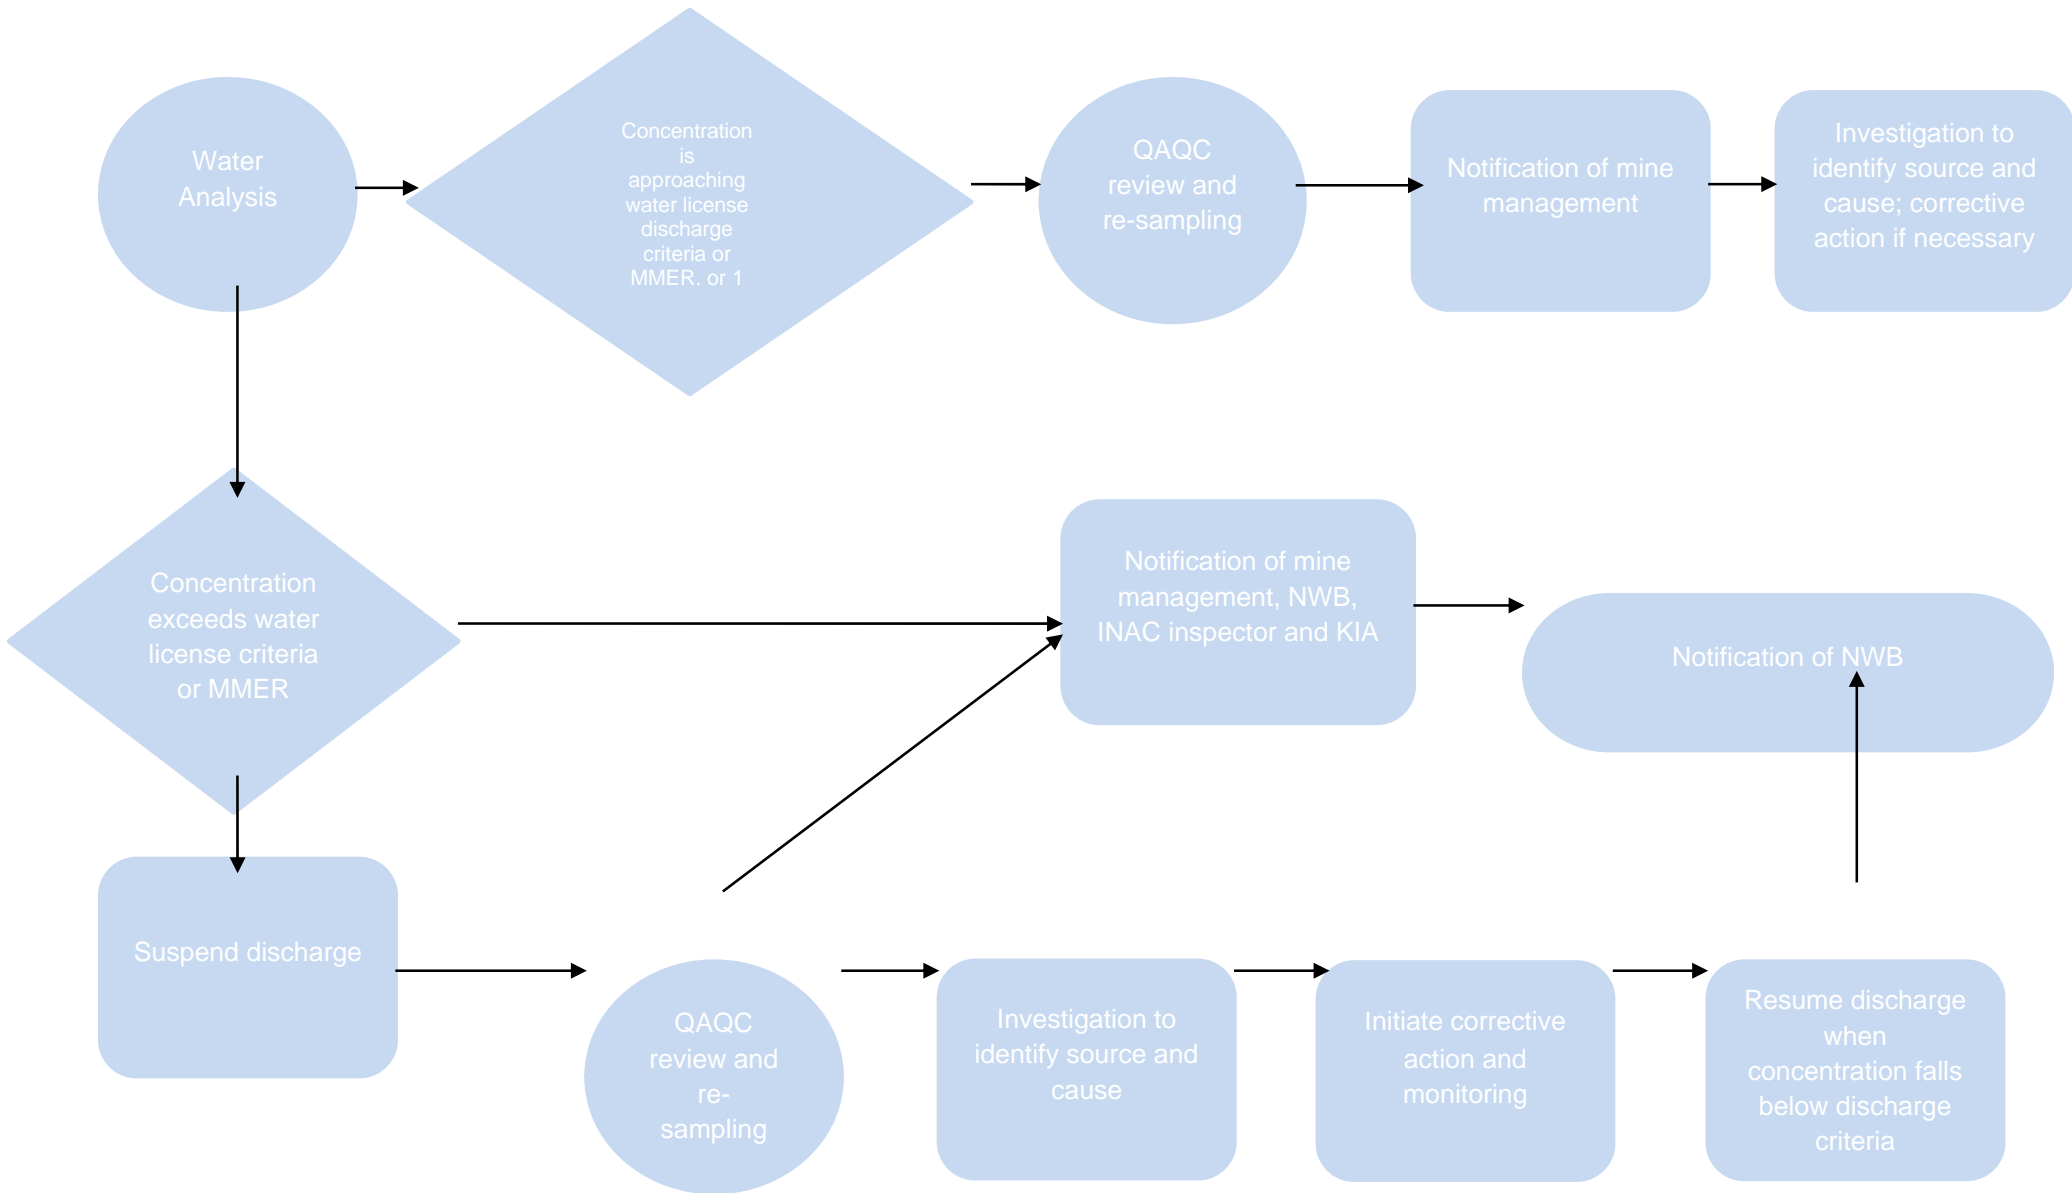 Water
Analysis
Concentration
is
approaching
water license
discharge
criteria or
MMER. or 1
QAQC
review and
re-sampling
Notification of mine
management
Investigation to
identify source and
cause; corrective
action if necessary
Concentration
exceeds water
license criteria
or MMER
Notification of mine
management, NWB,
INAC inspector and KIA
Notification of NWB
Suspend discharge
QAQC
review and
re-
sampling
Investigation to
identify source and
cause
Initiate corrective
action and
monitoring
Resume discharge
when
concentration falls
below discharge
criteria